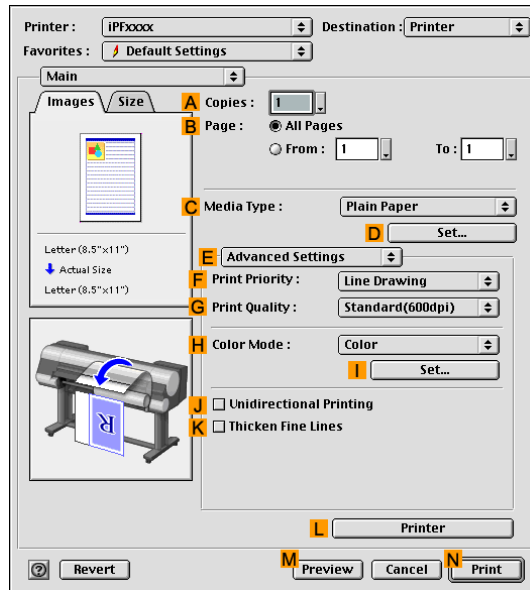 Printer : iPFxxxx Destination : Printer
Favorites : Default Settings
Main
Images Size
A Copies : 1
B Page : All Pages
From : 1 To : 1
C Media Type : Plain Paper
D Set...
Letter (8.5"x11")
Actual Size
Letter (8.5"x11")
E Advanced Settings
F Print Priority : Line Drawing
G Print Quality : Standard(600dpi)
H Color Mode : Color
I Set...
R
J Unidirectional Printing
K Thicken Fine Lines
L Printer
? Revert M Preview Cancel N Print